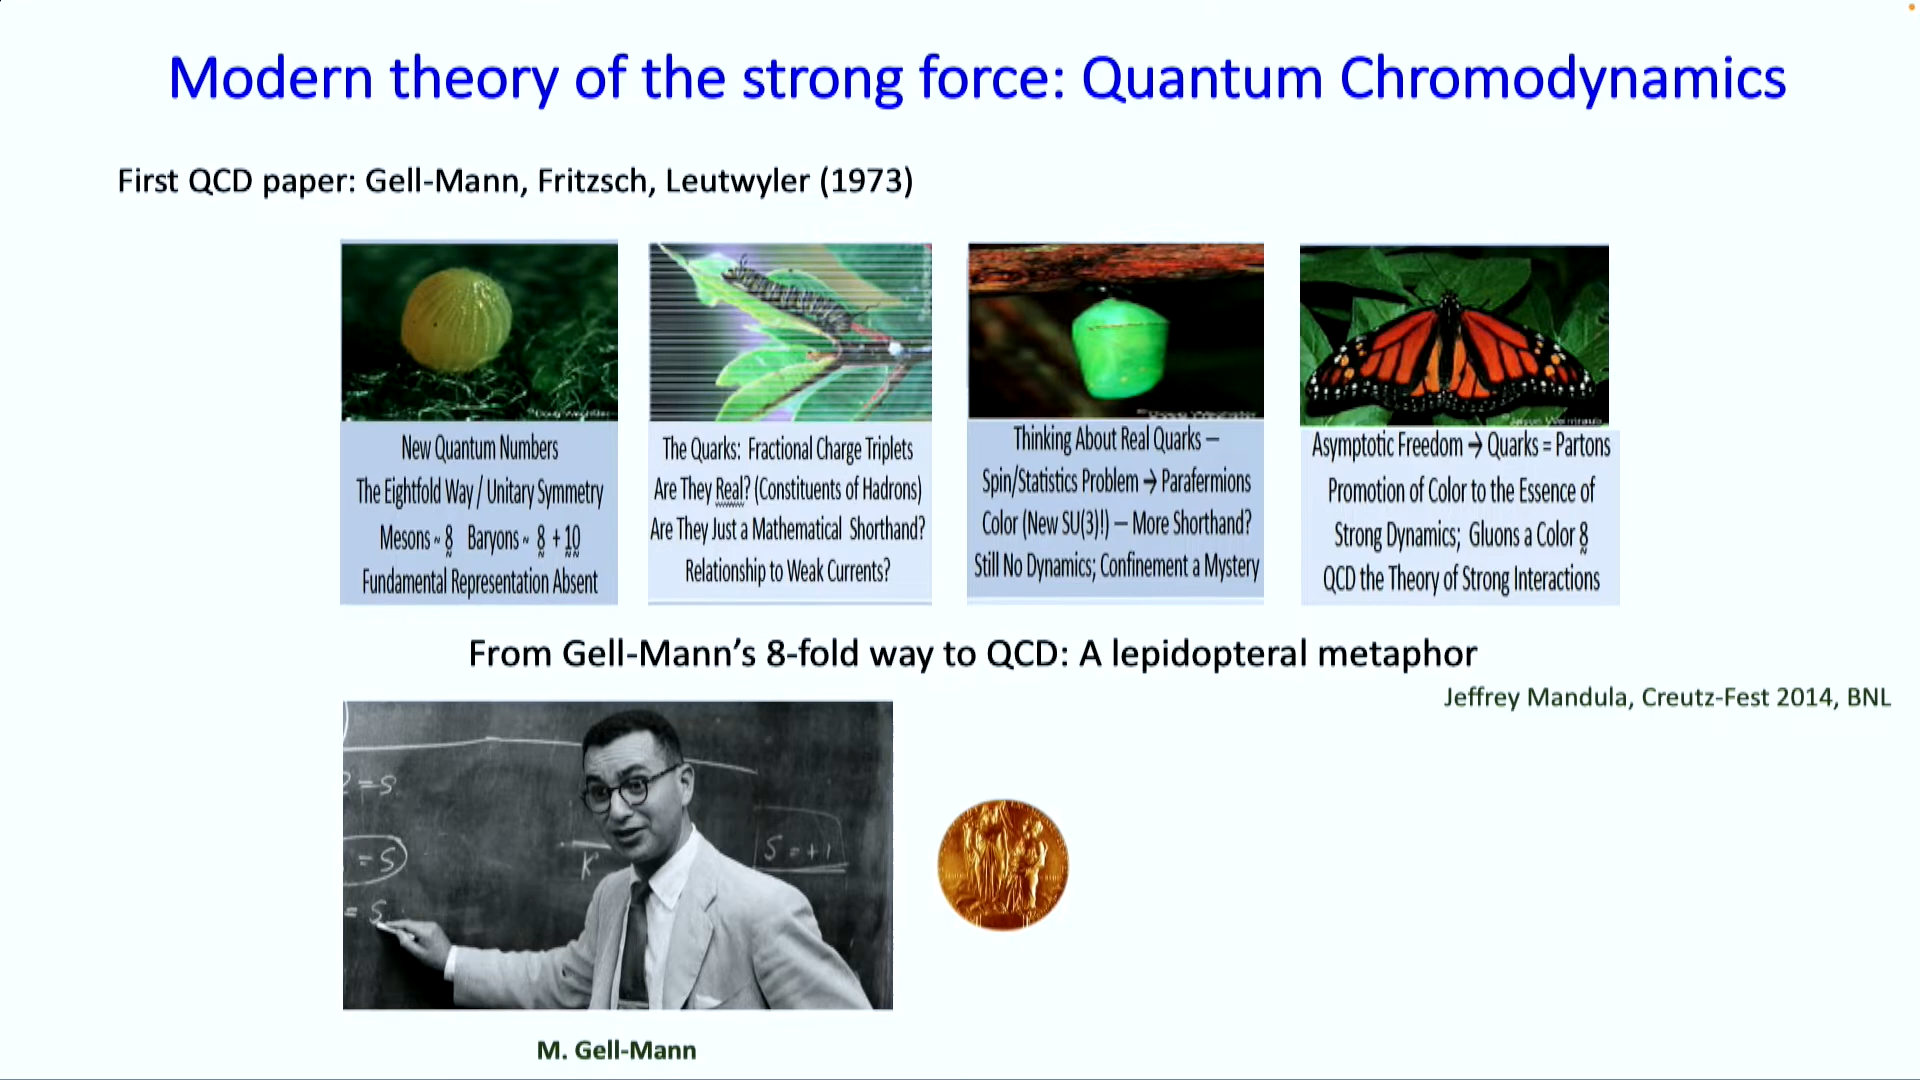 Modern theory of the strong force: Quantum Chromodynamics
First QCD paper: Gell-Mann, Fritzsch, Leutwyler (1973)
New Quantum Numbers
The Eightfold Way / Unitary Symmetry
Mesons ~ 8 Baryons ~ 8 + 10
Fundamental Representation Absent
The Quarks: Fractional Charge Triplets
Are They Real? (Constituents of Hadrons)
Are They Just a Mathematical Shorthand?
Relationship to Weak Currents?
Thinking About Real Quarks –
Spin/Statistics Problem → Parafermions
Color (New SU(3)!) – More Shorthand?
Still No Dynamics; Confinement a Mystery
Asymptotic Freedom → Quarks = Partons
Promotion of Color to the Essence of
Strong Dynamics; Gluons a Color 8
QCD the Theory of Strong Interactions
From Gell-Mann's 8-fold way to QCD: A lepidopteral metaphor
Jeffrey Mandula, Creutz-Fest 2014, BNL
= S
= S
= S
K
S = +1
M. Gell-Mann